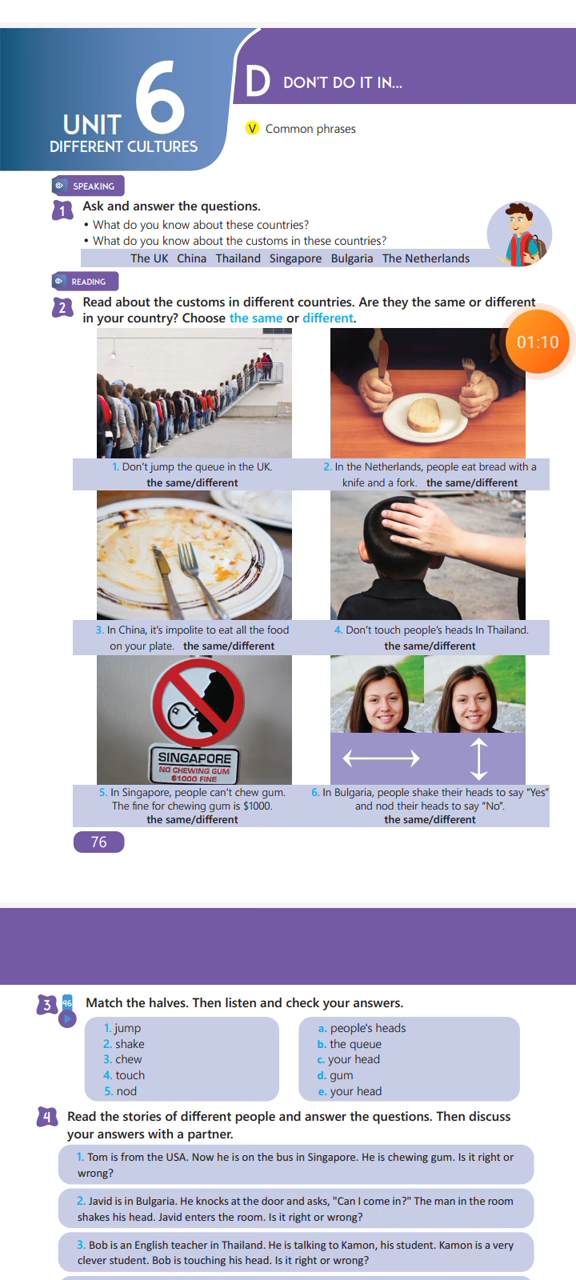 UNIT 6
DIFFERENT CULTURES
D DON'T DO IT IN...
V Common phrases
SPEAKING
1 Ask and answer the questions.
• What do you know about these countries?
• What do you know about the customs in these countries?
The UK China Thailand Singapore Bulgaria The Netherlands
READING
2 Read about the customs in different countries. Are they the same or different
in your country? Choose the same or different.
01:10
1. Don't jump the queue in the UK.
the same/different
2. In the Netherlands, people eat bread with a
knife and a fork. the same/different
3. In China, it's impolite to eat all the food
on your plate. the same/different
4. Don't touch people's heads In Thailand.
the same/different
SINGAPORE
NO CHEWING GUM
$1000 FINE
5. In Singapore, people can't chew gum.
The fine for chewing gum is $1000.
the same/different
6. In Bulgaria, people shake their heads to say "Yes"
and nod their heads to say "No".
the same/different
76
3 46 Match the halves. Then listen and check your answers.
1. jump
2. shake
3. chew
4. touch
5. nod
a. people's heads
b. the queue
c. your head
d. gum
e. your head
4 Read the stories of different people and answer the questions. Then discuss
your answers with a partner.
1. Tom is from the USA. Now he is on the bus in Singapore. He is chewing gum. Is it right or
wrong?
2. Javid is in Bulgaria. He knocks at the door and asks, "Can I come in?" The man in the room
shakes his head. Javid enters the room. Is it right or wrong?
3. Bob is an English teacher in Thailand. He is talking to Kamon, his student. Kamon is a very
clever student. Bob is touching his head. Is it right or wrong?